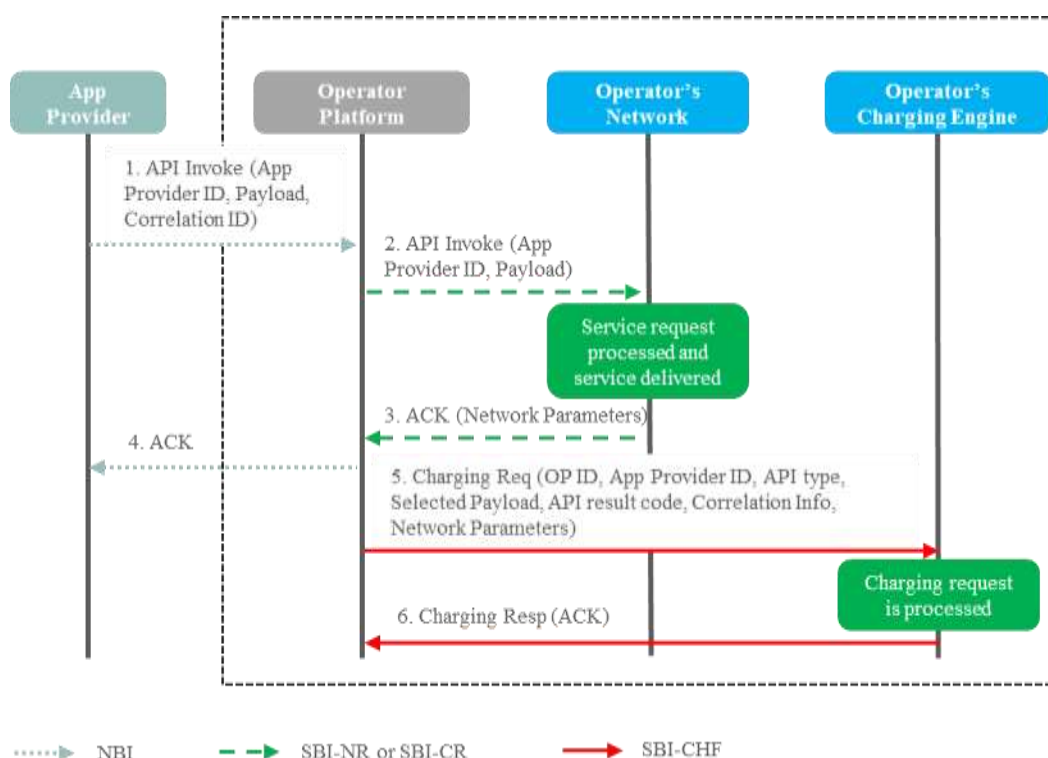 App
Provider
Operator
Platform
Operator's
Network
Operator's
Charging Engine
1. API Invoke (App
Provider ID, Payload,
Correlation ID)
2. API Invoke (App
Provider ID, Payload)
Service request
processed and
service delivered
3. ACK (Network Parameters)
4. ACK
5. Charging Req (OP ID, App Provider ID, API type,
Selected Payload, API result code, Correlation Info,
Network Parameters)
Charging request
is processed
6. Charging Resp (ACK)
NBI
SBI-NR or SBI-CR
SBI-CHF